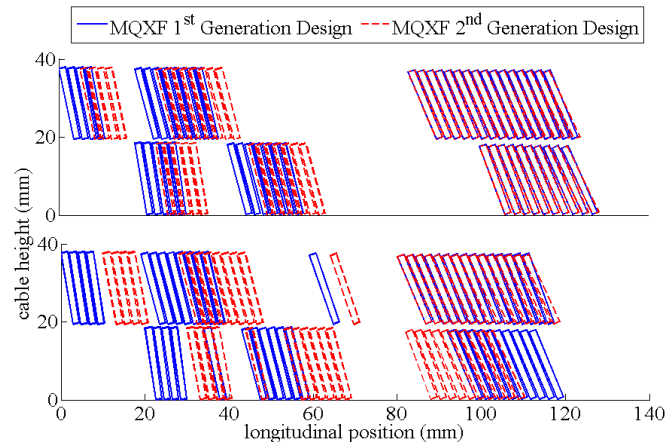 MQXF 1st Generation Design MQXF 2nd Generation Design
40
20
0
40
20
0
cable height (mm)
0 20 40 60 80 100 120 140
longitudinal position (mm)